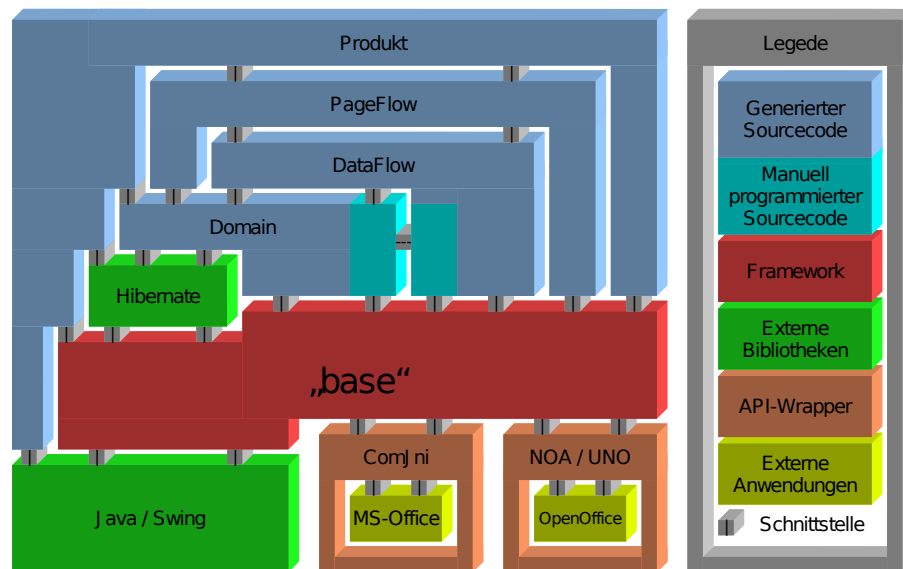 Produkt
PageFlow
DataFlow
Domain
Hibernate
„base“
ComJni
NOA / UNO
Java / Swing
MS-Office
OpenOffice
Legede
Generierter
Sourcecode
Manuell
programmierter
Sourcecode
Framework
Externe
Bibliotheken
API-Wrapper
Externe
Anwendungen
Schnittstelle